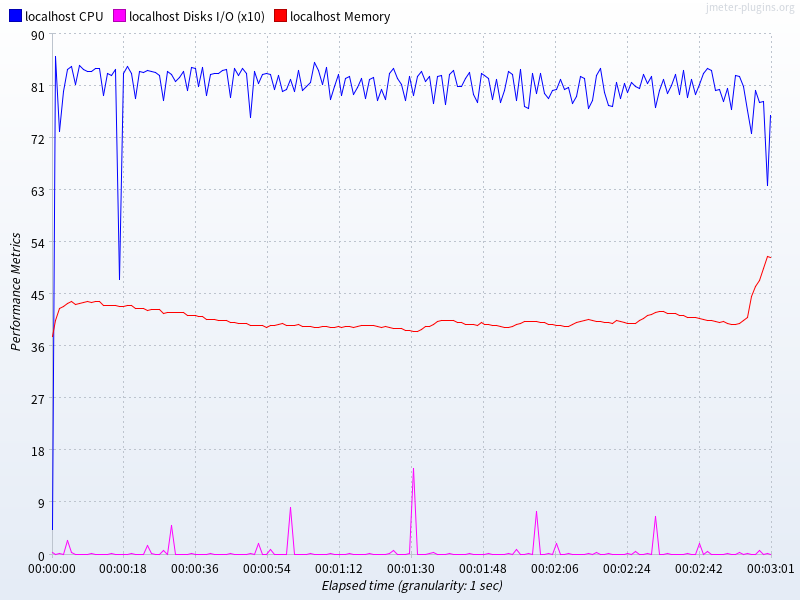 jmeter-plugins.org
localhost CPU localhost Disks I/O (x10) localhost Memory
90
81
72
63
54
45
36
27
18
9
0
Performance Metrics
00:00:00 00:00:18 00:00:36 00:00:54 00:01:12 00:01:30 00:01:48 00:02:06 00:02:24 00:02:42 00:03:01
Elapsed time (granularity: 1 sec)